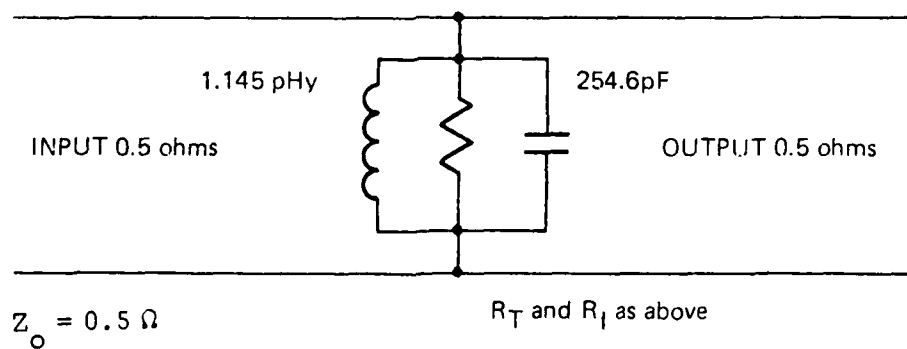 1.145 pHy
254.6pF
INPUT 0.5 ohms
OUTPUT 0.5 ohms
Z_o = 0.5 Ω
R_T and R_I as above